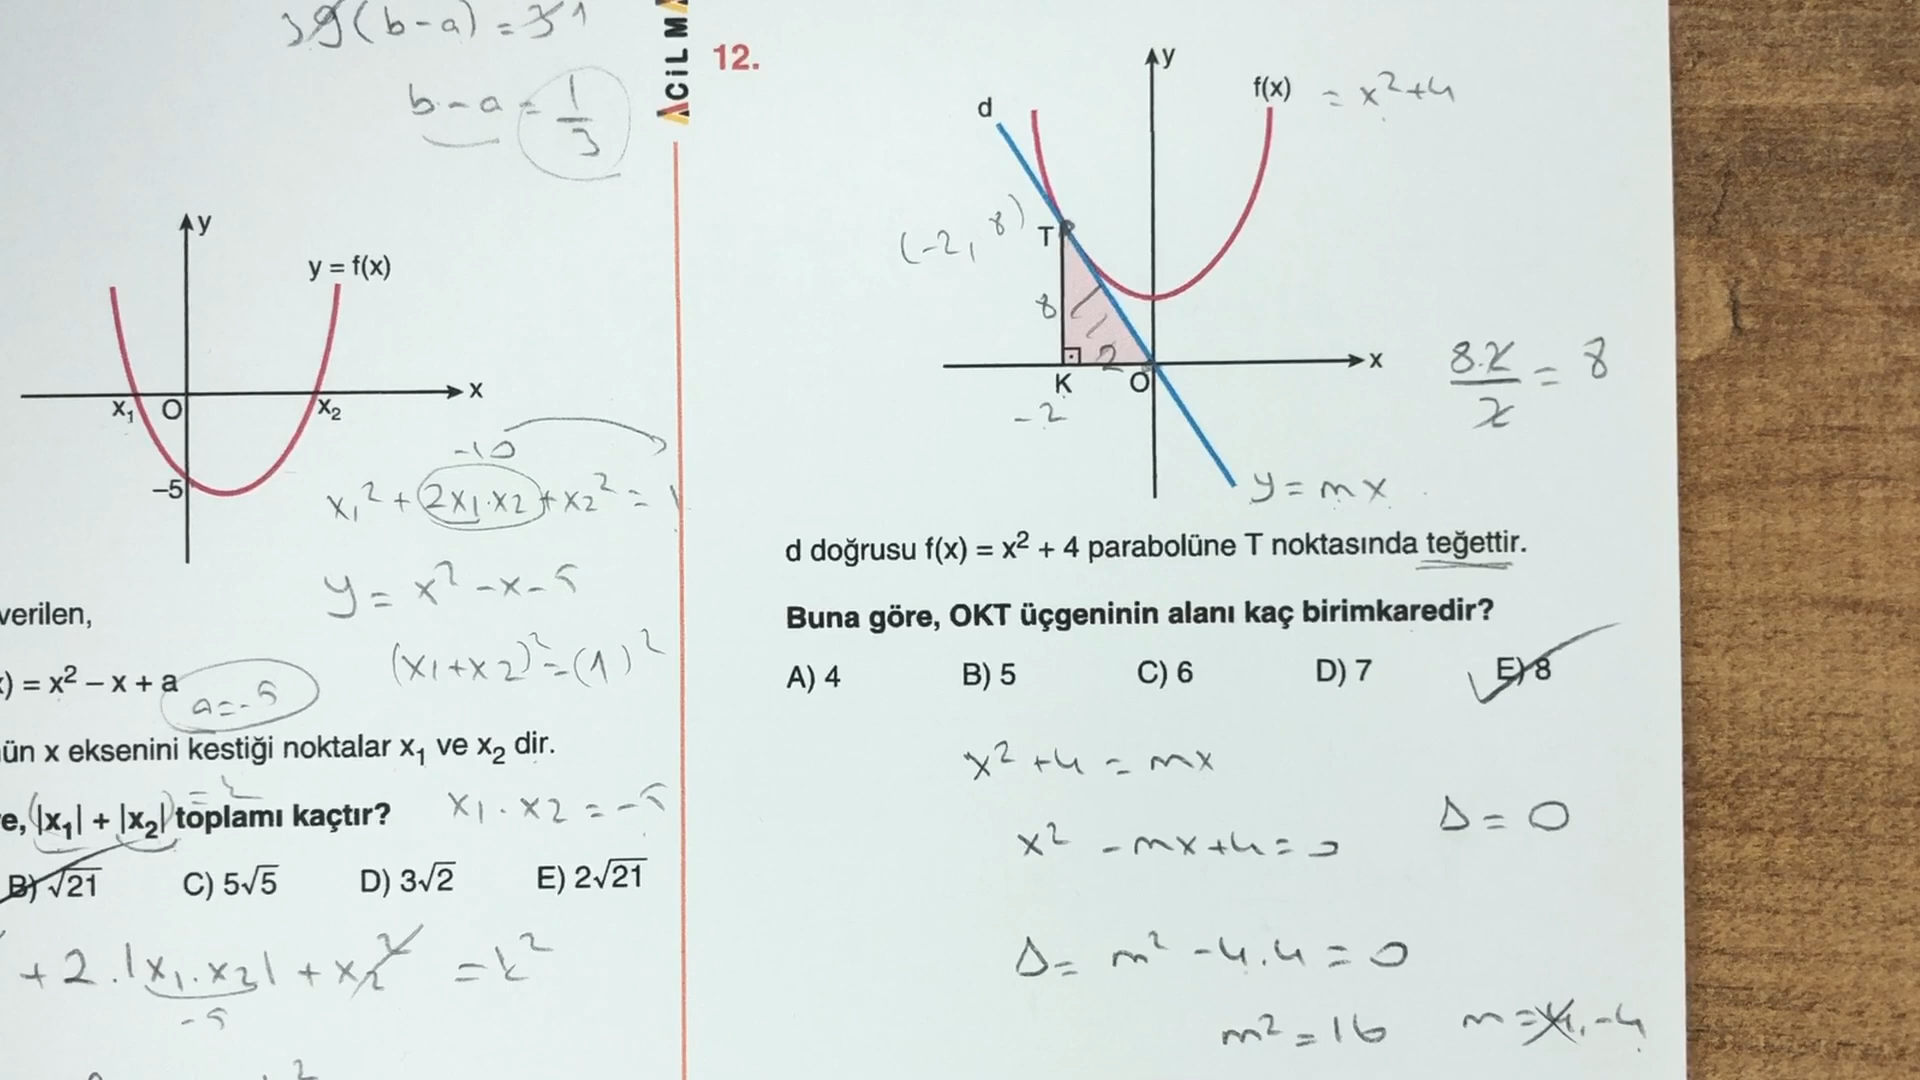 39(b-a) = 31
b-a = 1/3
y
y = f(x)
x₁ O x₂ x
-5
-10
x₁² + 2x₁.x₂ + x₂² = 1
y = x² - x - 5
verilen,
(x₁+x₂)² = (1)²
) = x² – x + a
a = -5
ün x eksenini kestiği noktalar x₁ ve x₂ dir.
e, |x₁| + |x₂| toplamı kaçtır?
x₁ . x₂ = -5
B) √21 C) 5√5 D) 3√2 E) 2√21
+ 2.|x₁.x₂| + x₂² = k²
-5
ACiL M
12.
y
d
f(x) = x²+4
(-2, 8) T
8
2
K O x
-2
8.2/2 = 8
y = mx
d doğrusu f(x) = x² + 4 parabolüne T noktasında teğettir.
Buna göre, OKT üçgeninin alanı kaç birimkaredir?
A) 4 B) 5 C) 6 D) 7 E) 8
x² + 4 = mx
x² - mx + 4 = 0
Δ = 0
Δ = m² - 4.4 = 0
m² = 16 m = 4, -4